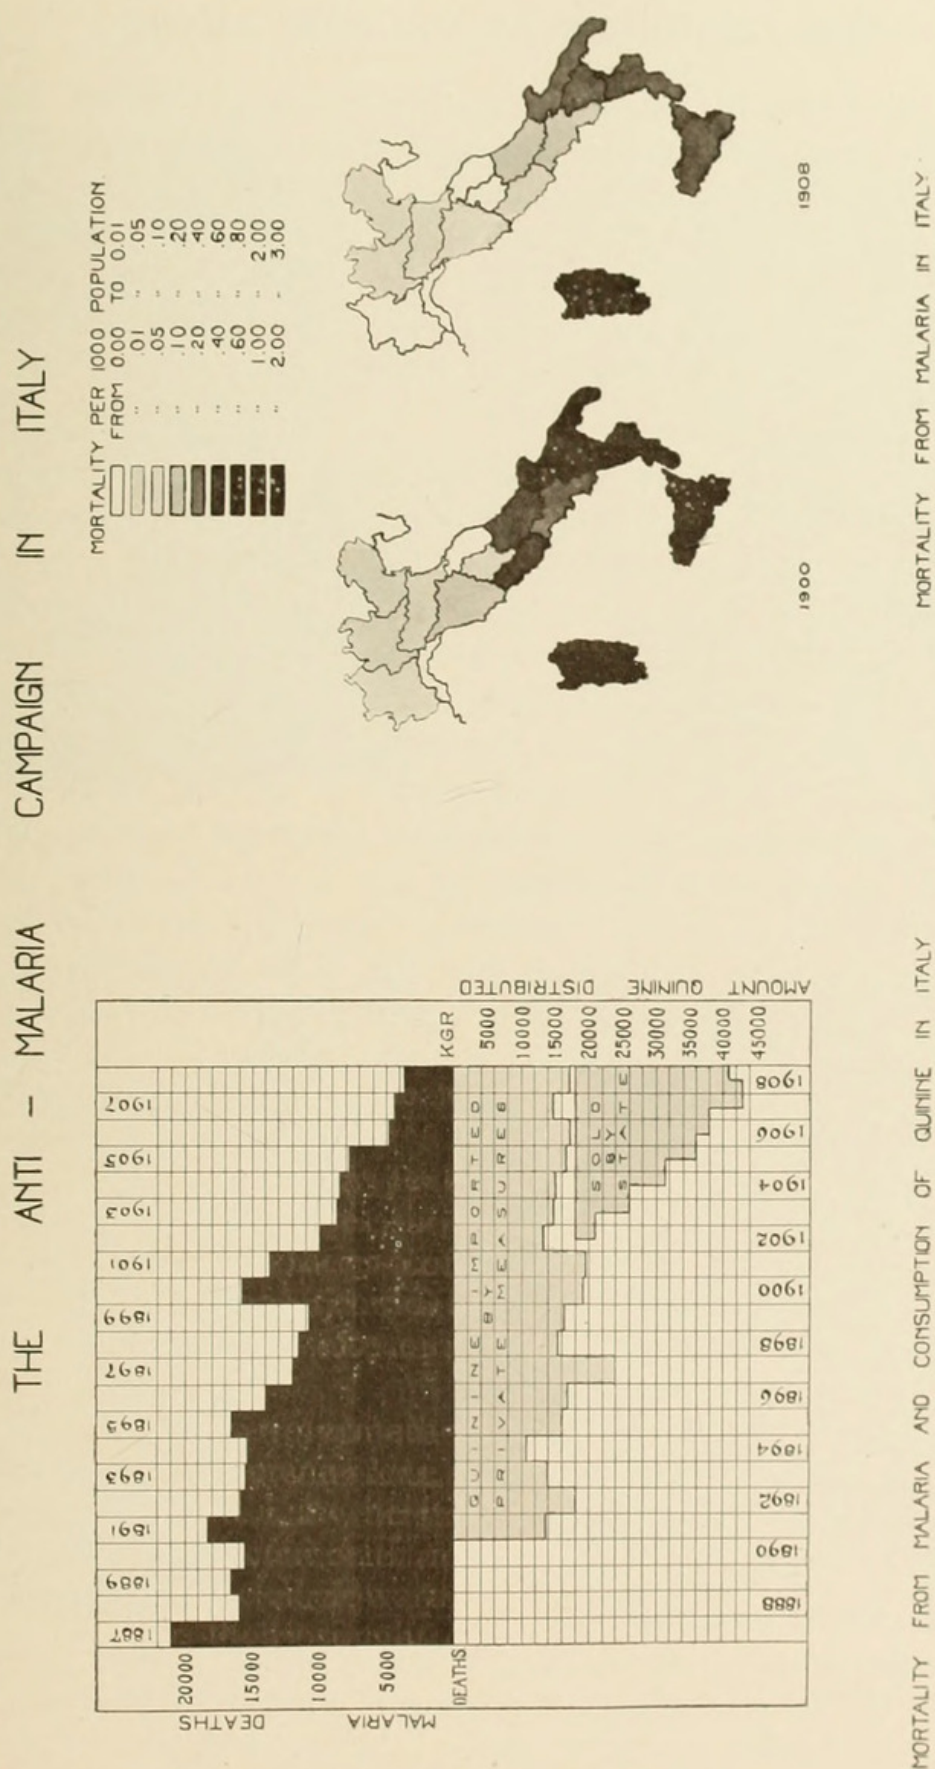 THE ANTI - MALARIA CAMPAIGN IN ITALY
MALARIA DEATHS
20000
15000
10000
5000
DEATHS
1887
1889
1891
1893
1895
1897
1899
1901
1903
1905
1907
QUININE IMPORTED
BY
PRIVATE MEASURES
SOLD
BY
STATE
1888
1890
1892
1894
1896
1898
1900
1902
1904
1906
1908
KGR
5000
10000
15000
20000
25000
30000
35000
40000
45000
AMOUNT QUININE DISTRIBUTED
MORTALITY FROM MALARIA AND CONSUMPTION OF QUININE IN ITALY
MORTALITY PER 1000 POPULATION.
FROM 0.00 TO 0.01
" .01 " .05
" .05 " .10
" .10 " .20
" .20 " .40
" .40 " .60
" .60 " .80
" 1.00 " 2.00
" 2.00 " 3.00
1900
1908
MORTALITY FROM MALARIA IN ITALY.